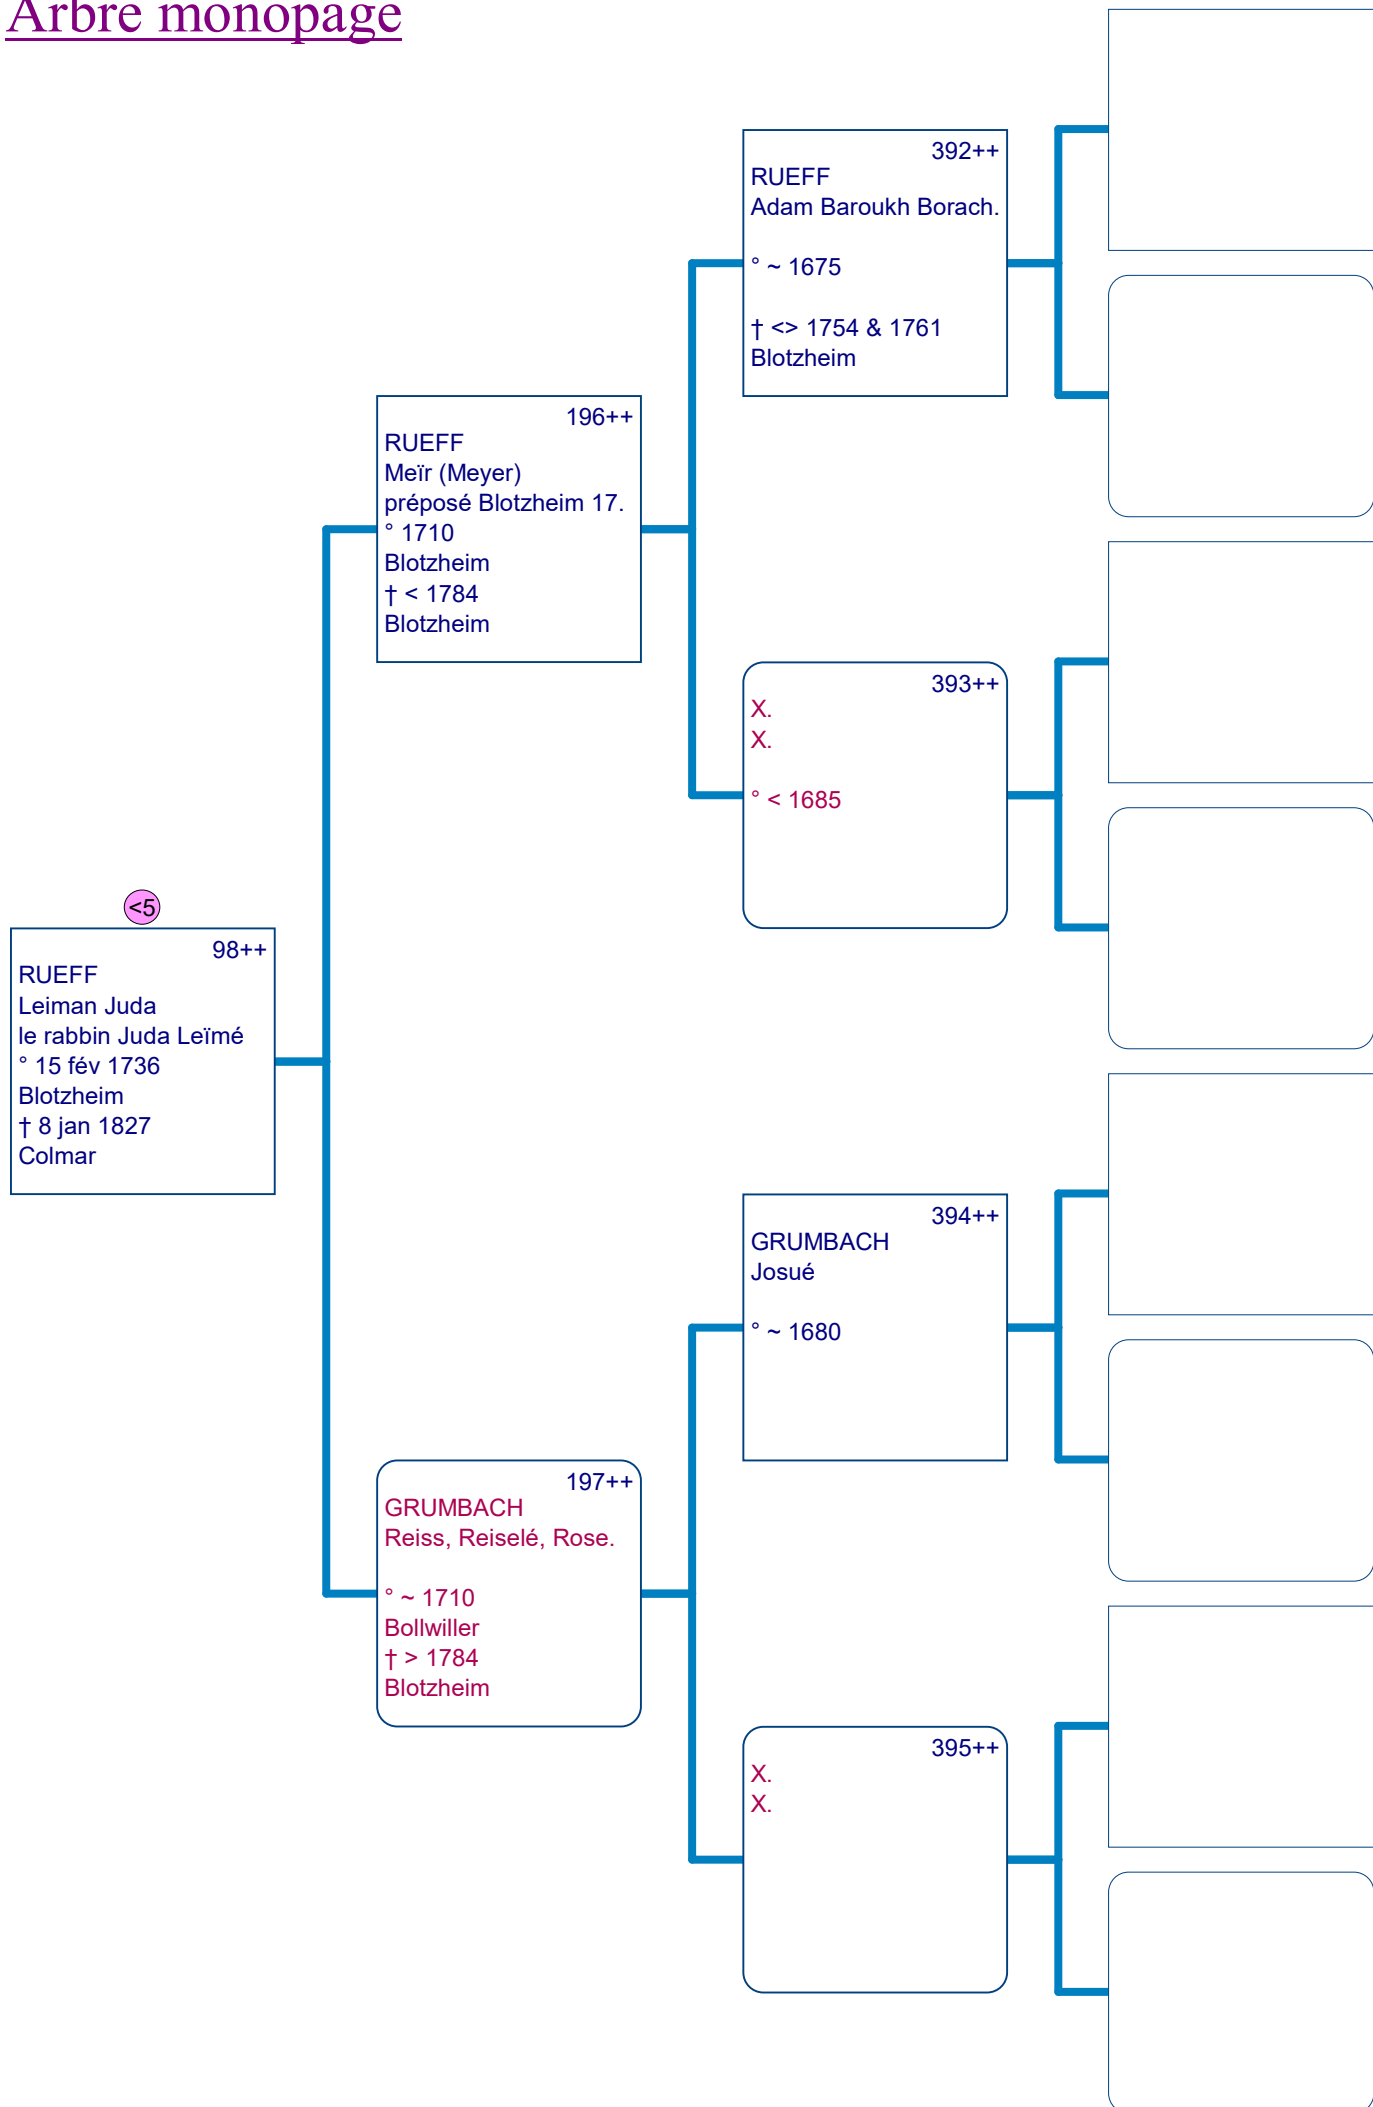 Arbre monopage
392++
RUEFF
Adam Baroukh Borach.
° ~ 1675
† <> 1754 & 1761
Blotzheim
196++
RUEFF
Meïr (Meyer)
préposé Blotzheim 17.
° 1710
Blotzheim
† < 1784
Blotzheim
393++
X.
X.
° < 1685
<5
98++
RUEFF
Leiman Juda
le rabbin Juda Leïmé
° 15 fév 1736
Blotzheim
† 8 jan 1827
Colmar
394++
GRUMBACH
Josué
° ~ 1680
197++
GRUMBACH
Reiss, Reiselé, Rose.
° ~ 1710
Bollwiller
† > 1784
Blotzheim
395++
X.
X.